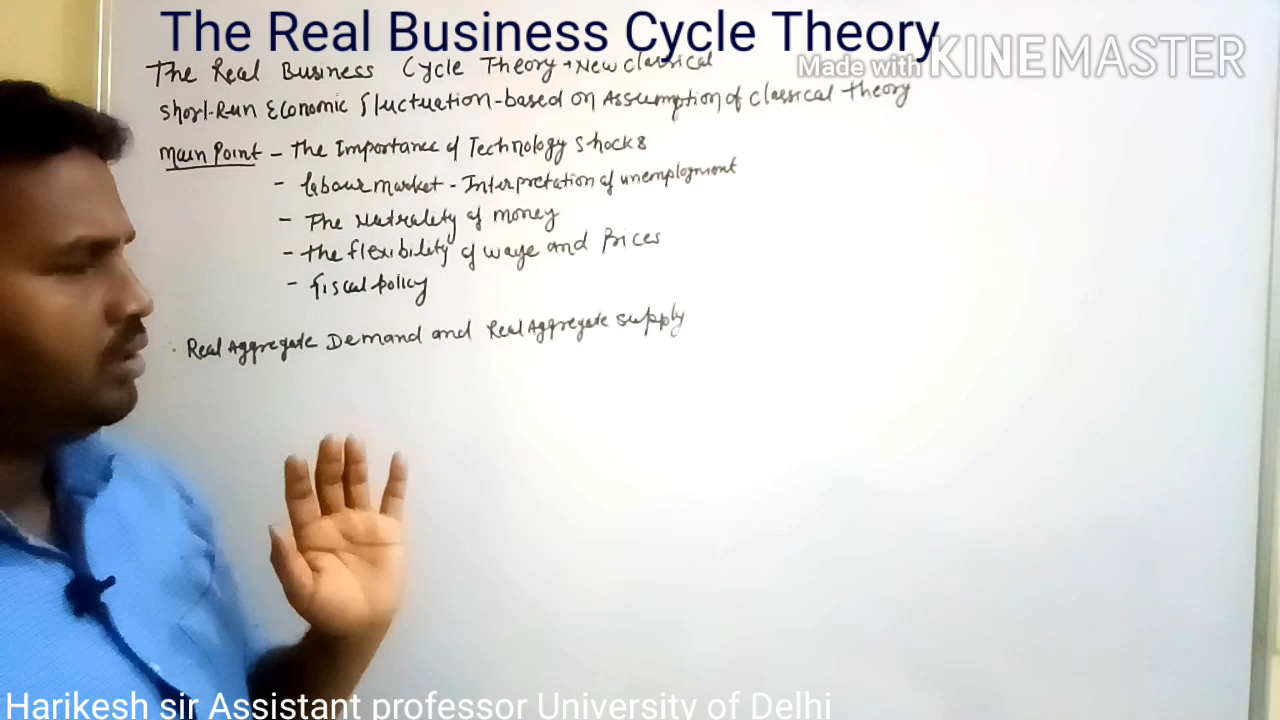 The Real Business Cycle Theory
Made with KINEMASTER
The Real Business Cycle Theory → New Classical
Short-Run Economic fluctuation - based on Assumption of Classical Theory
Main Point - The Importance of Technology Shocks
- labour market - Interpretation of unemployment
- The Nutrality of money
- the flexibility of wage and Prices
- fiscal policy
Real Aggregate Demand and Real Aggregate Supply
Harikesh sir Assistant professor University of Delhi